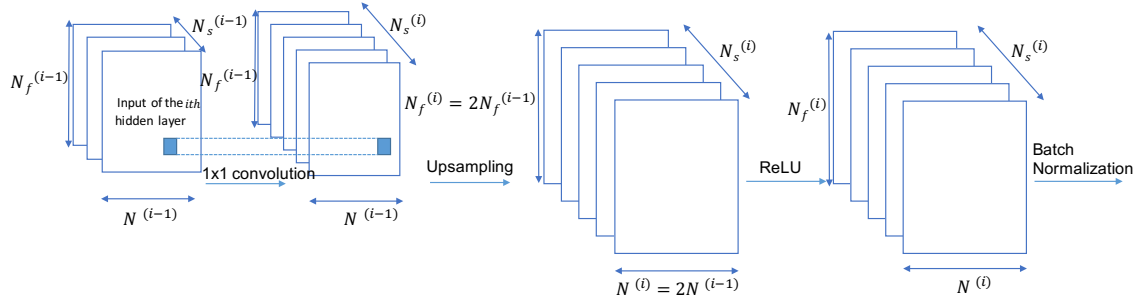 N_s^(i−1)
N_f^(i−1)
Input of the ith
hidden layer
N^(i−1)
1x1 convolution
N_s^(i)
N_f^(i−1)
N^(i−1)
Upsampling
N_s^(i)
N_f^(i) = 2N_f^(i−1)
N^(i) = 2N^(i−1)
ReLU
N_s^(i)
N_f^(i)
N^(i)
Batch
Normalization